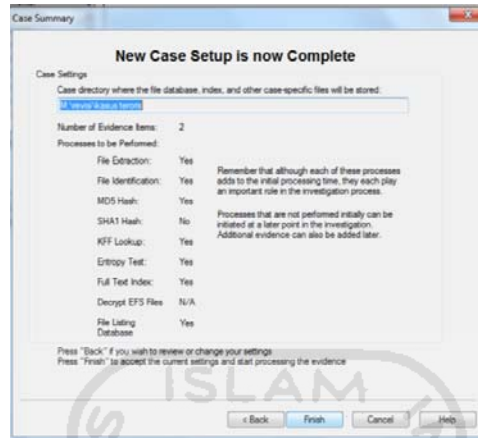 Case Summary
New Case Setup is now Complete
Case Settings
Case directory where the file database, index, and other case-specific files will be stored:
Number of Evidence Items: 2
Processes to be Performed:
File Extraction: Yes
File Identification: Yes
MD5 Hash: Yes
SHA1 Hash: No
KFF Lookup: Yes
Entropy Test: Yes
Full Text Index: Yes
Decrypt EFS Files N/A
File Listing Database Yes
Remember that although each of these processes
adds to the initial processing time, they each play
an important role in the investigation process.
Processes that are not performed initially can be
initiated at a later point in the investigation.
Additional evidence can also be added later.
Press "Back" if you wish to review or change your settings
Press "Finish" to accept the current settings and start processing the evidence
ISLAM
< Back
Finish
Cancel
Help